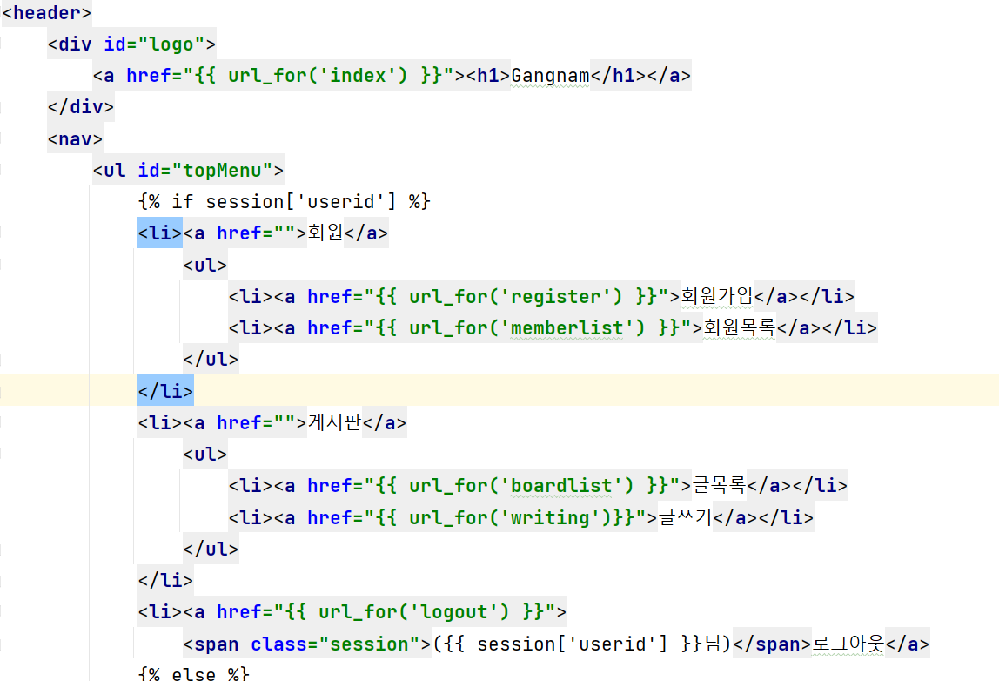 <header>
    <div id="logo">
        <a href="{{ url_for('index') }}"><h1>Gangnam</h1></a>
    </div>
    <nav>
        <ul id="topMenu">
            {% if session['userid'] %}
            <li><a href="">회원</a>
                <ul>
                    <li><a href="{{ url_for('register') }}">회원가입</a></li>
                    <li><a href="{{ url_for('memberlist') }}">회원목록</a></li>
                </ul>
            </li>
            <li><a href="">게시판</a>
                <ul>
                    <li><a href="{{ url_for('boardlist') }}">글목록</a></li>
                    <li><a href="{{ url_for('writing')}}">글쓰기</a></li>
                </ul>
            </li>
            <li><a href="{{ url_for('logout') }}">
                <span class="session">({{ session['userid'] }}님)</span>로그아웃</a>
            {% else %}